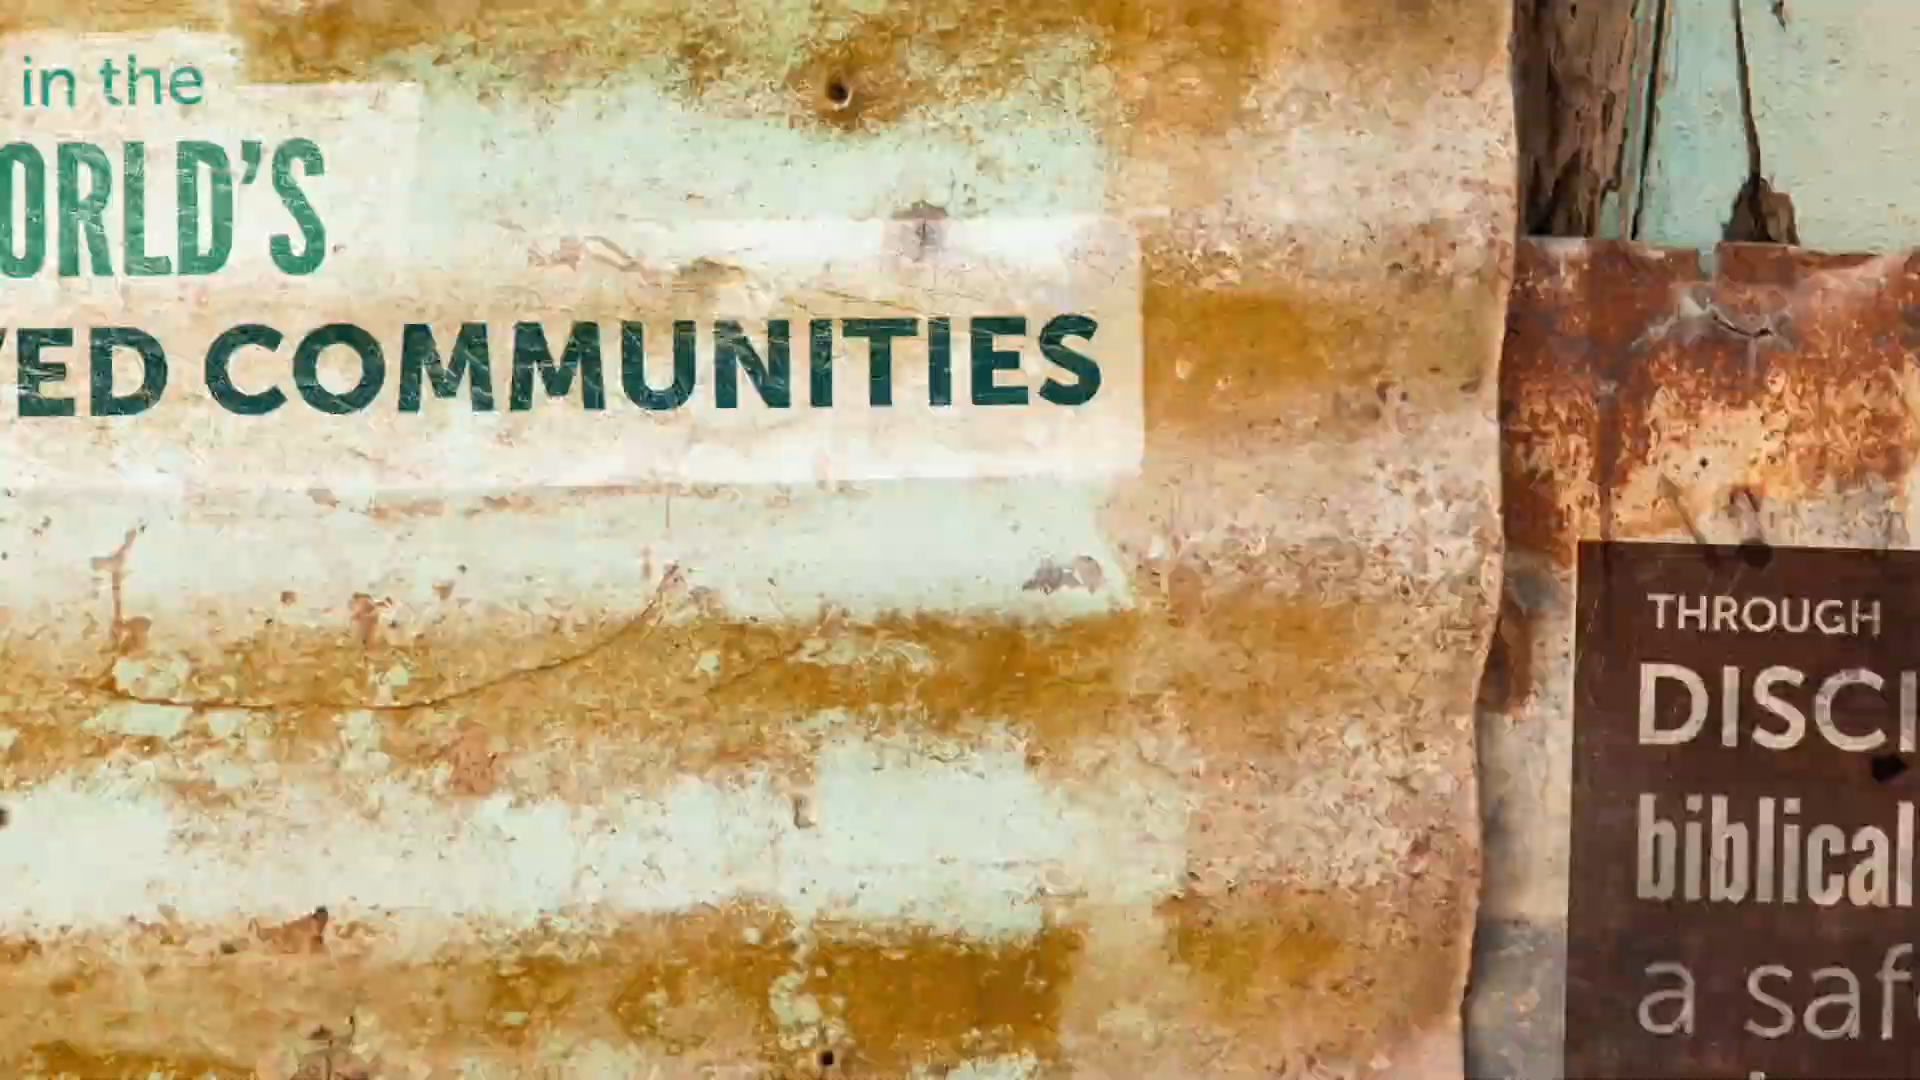 in the
ORLD'S
ED COMMUNITIES
THROUGH
DISCI
biblical
a saf